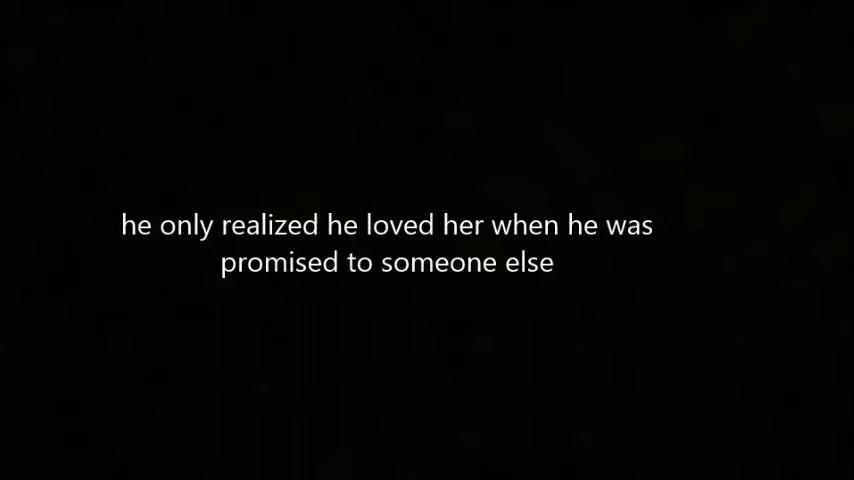 he only realized he loved her when he was
promised to someone else